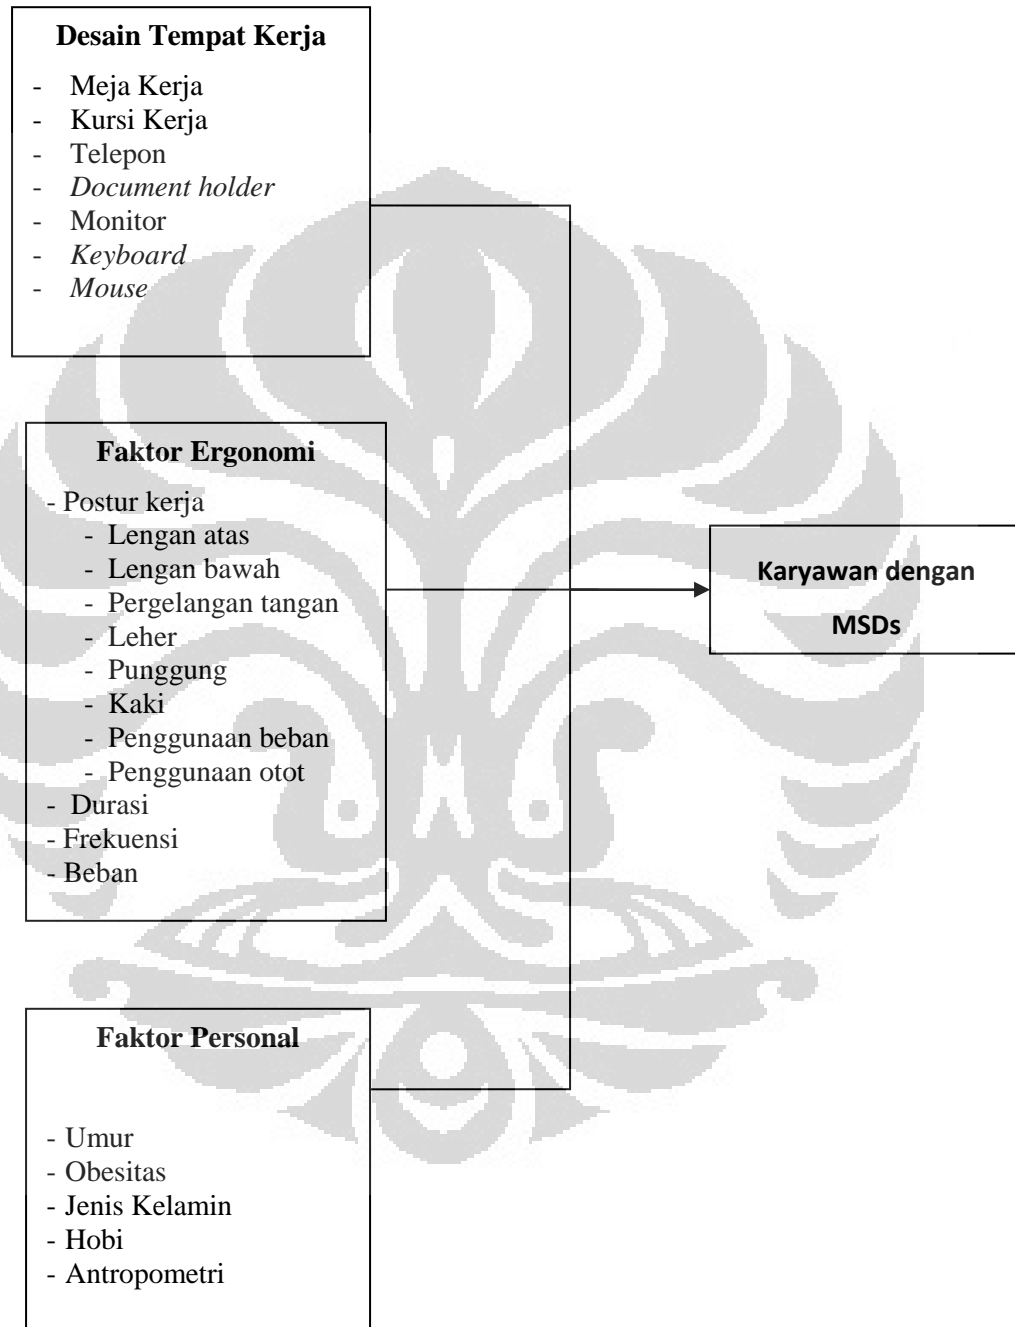 Desain Tempat Kerja
- Meja Kerja
- Kursi Kerja
- Telepon
- Document holder
- Monitor
- Keyboard
- Mouse
Faktor Ergonomi
- Postur kerja
- Lengan atas
- Lengan bawah
- Pergelangan tangan
- Leher
- Punggung
- Kaki
- Penggunaan beban
- Penggunaan otot
- Durasi
- Frekuensi
- Beban
Karyawan dengan
MSDs
Faktor Personal
- Umur
- Obesitas
- Jenis Kelamin
- Hobi
- Antropometri